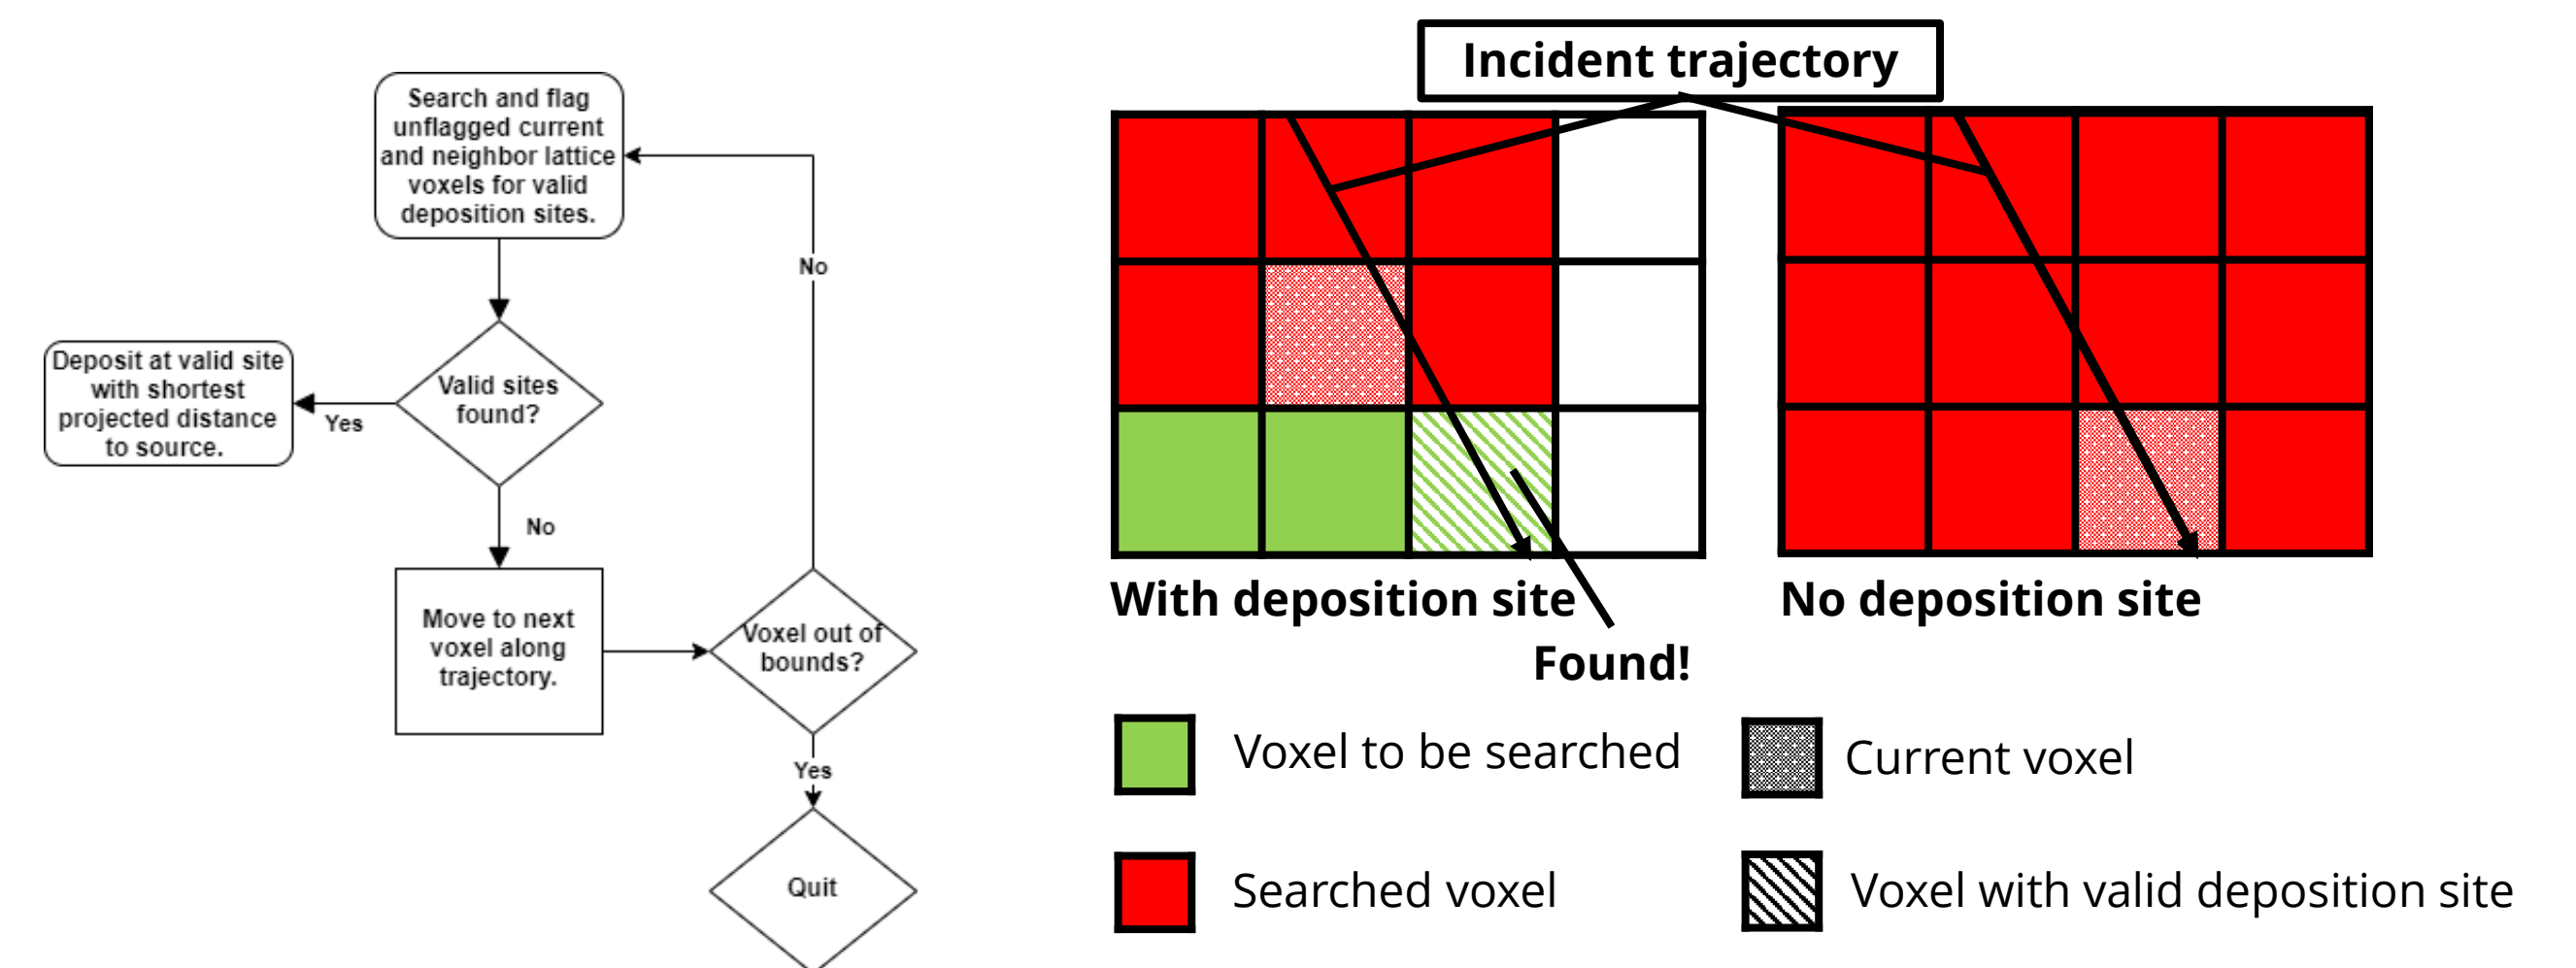 Search and flag
unflagged current
and neighbor lattice
voxels for valid
deposition sites.
No
Deposit at valid site
with shortest
projected distance
to source.
Yes
Valid sites
found?
No
Move to next
voxel along
trajectory.
Voxel out of
bounds?
Yes
Quit
Incident trajectory
With deposition site
No deposition site
Found!
Voxel to be searched
Current voxel
Searched voxel
Voxel with valid deposition site